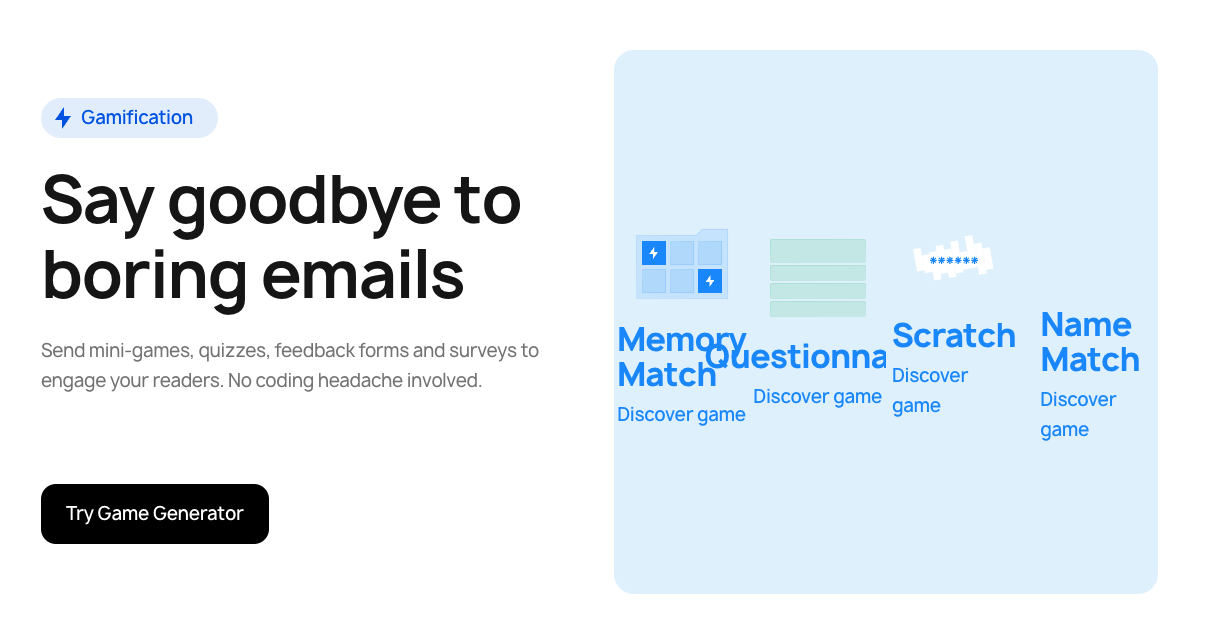 Gamification
Say goodbye to
boring emails
Send mini-games, quizzes, feedback forms and surveys to
engage your readers. No coding headache involved.
Try Game Generator
Memory
Match
Discover game
Questionna
Discover game
******
Scratch
Discover
game
Name
Match
Discover
game